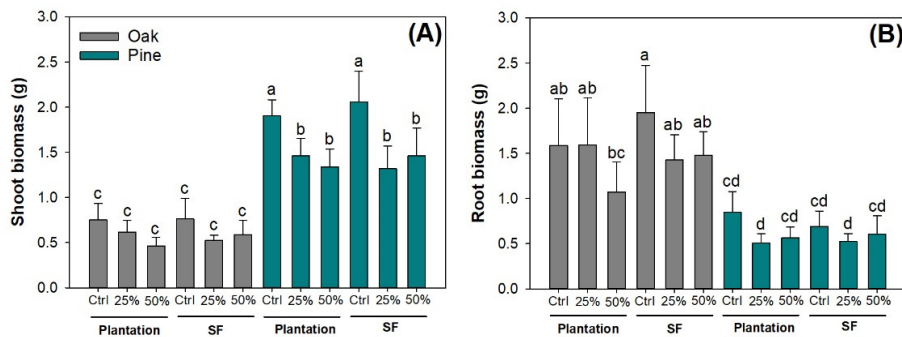 (A)
Oak
Pine
Shoot biomass (g)
3.0
2.5
2.0
1.5
1.0
0.5
0.0
c c c c c c a b b a b b
Ctrl 25% 50% Ctrl 25% 50% Ctrl 25% 50% Ctrl 25% 50%
Plantation SF Plantation SF
(B)
Root biomass (g)
3.0
2.5
2.0
1.5
1.0
0.5
0.0
ab ab bc a ab ab cd d cd cd d cd
Ctrl 25% 50% Ctrl 25% 50% Ctrl 25% 50% Ctrl 25% 50%
Plantation SF Plantation SF